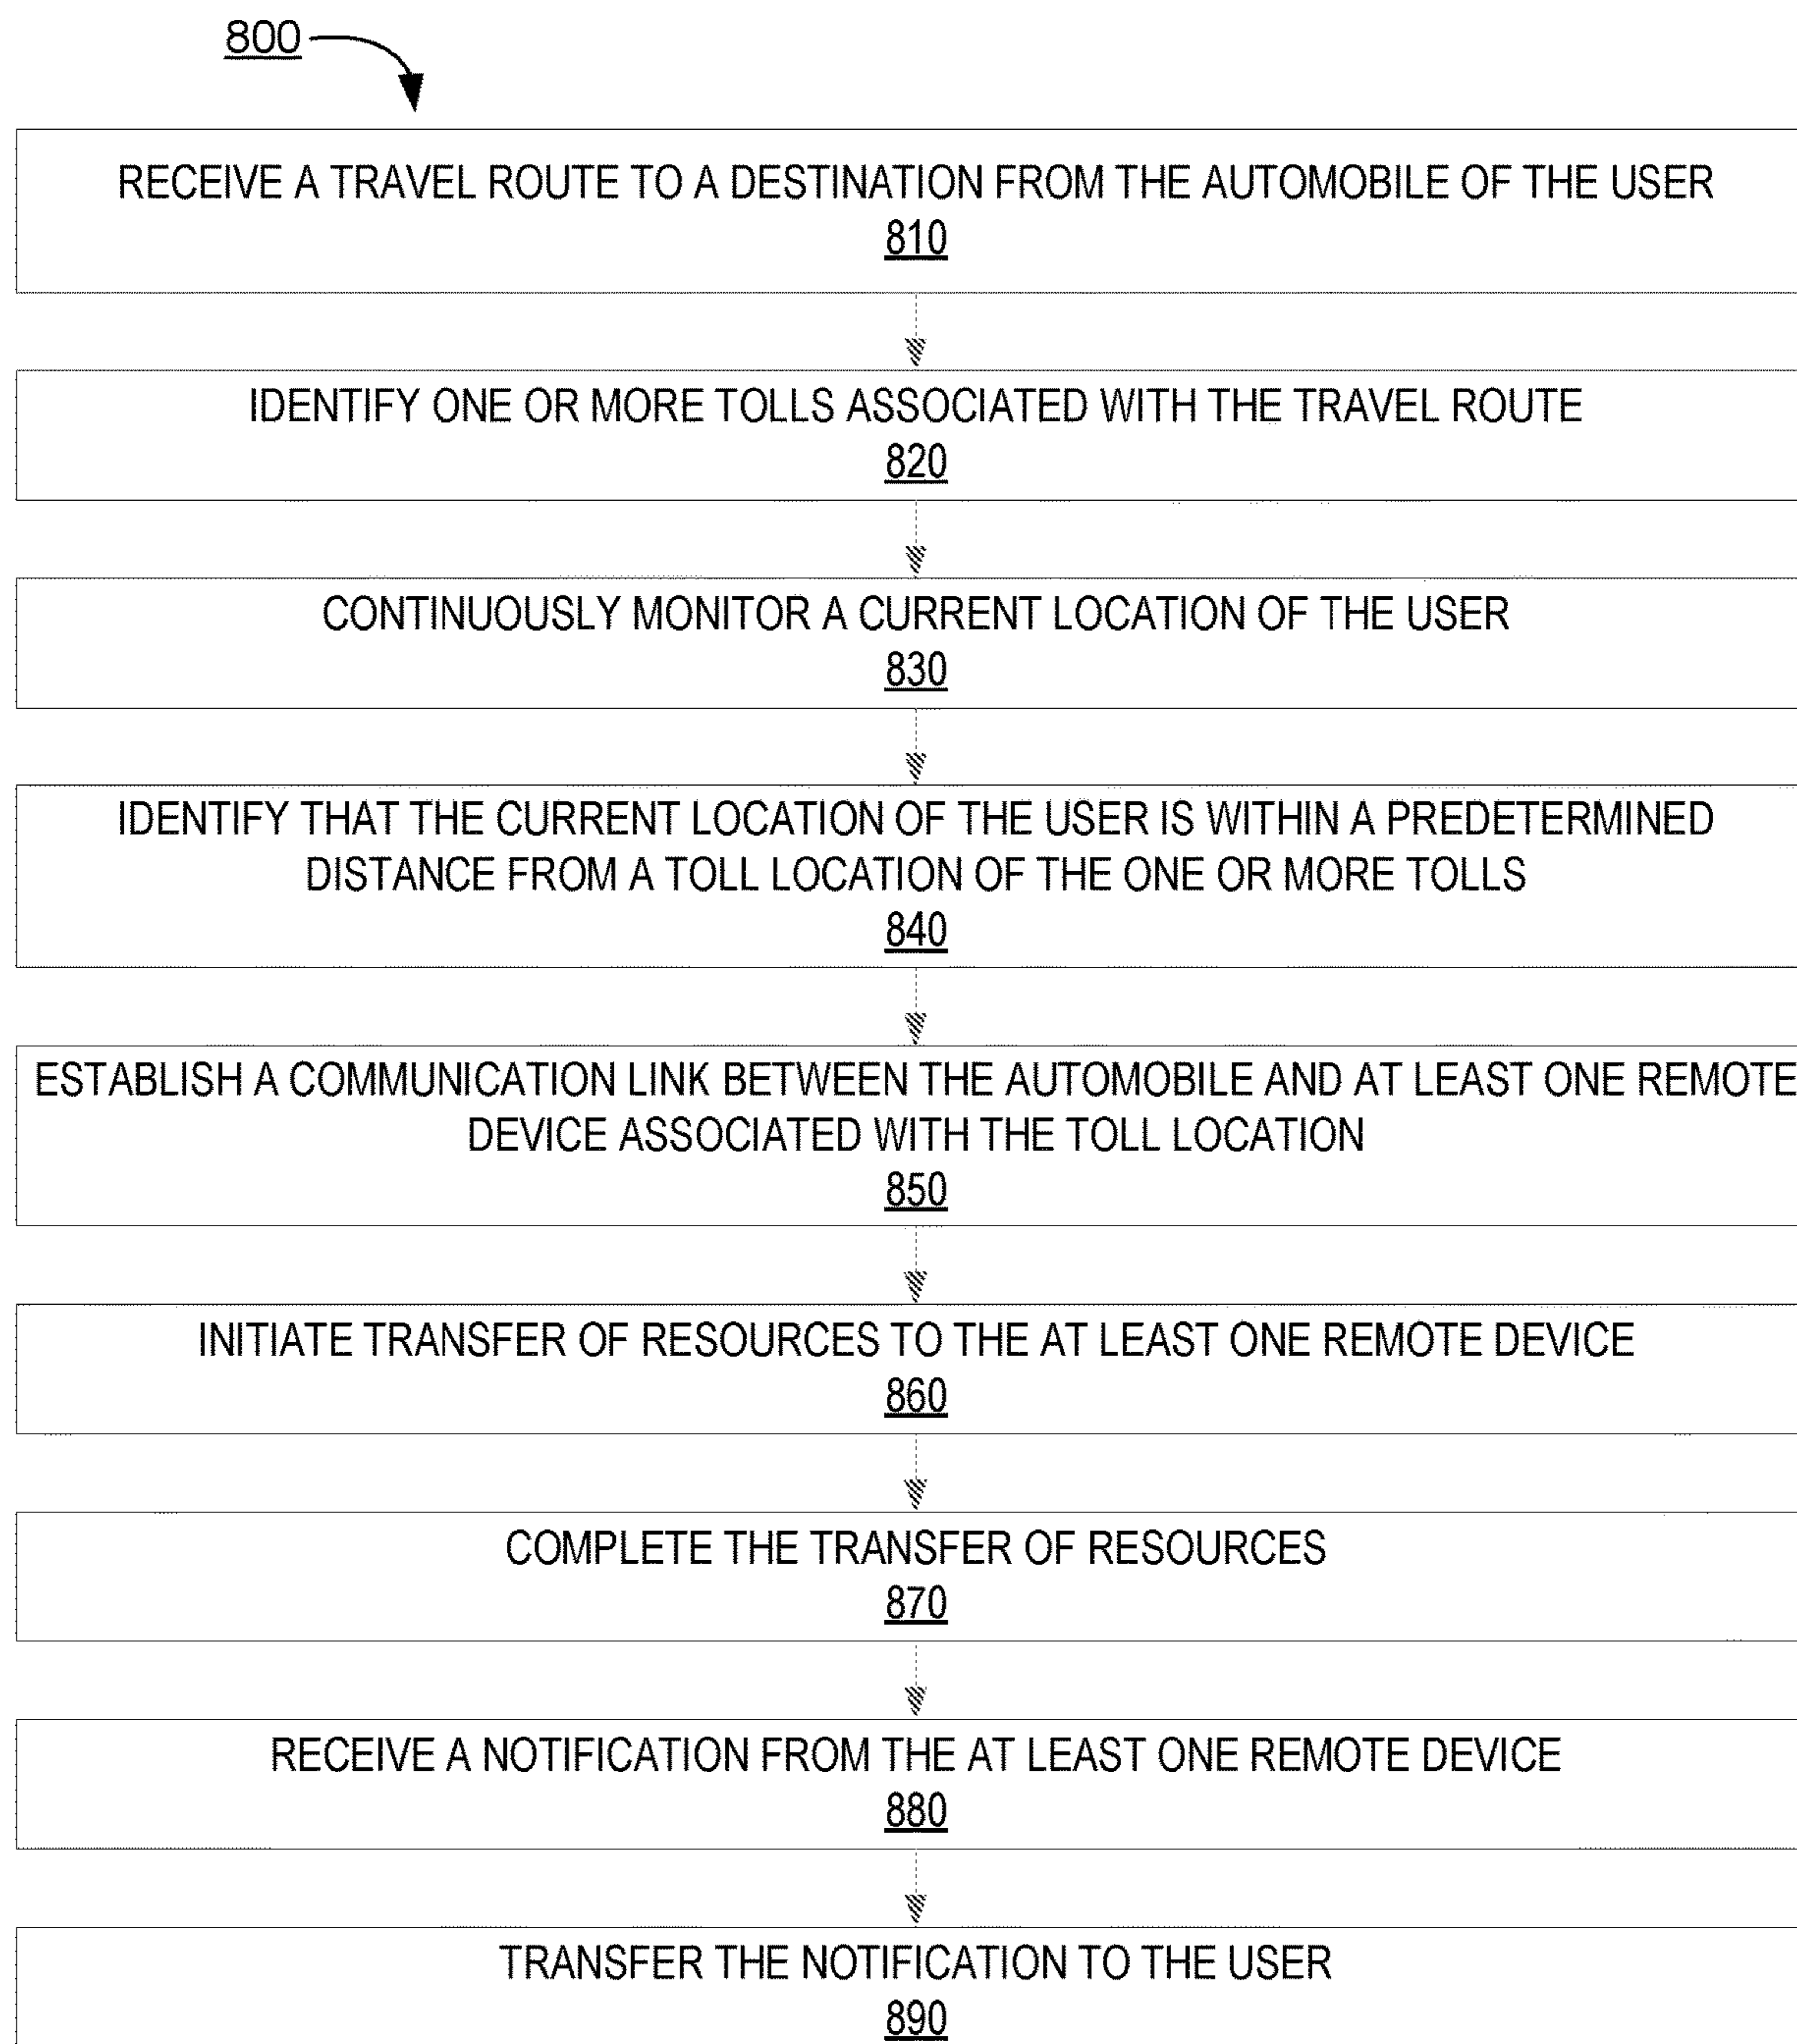 800
RECEIVE A TRAVEL ROUTE TO A DESTINATION FROM THE AUTOMOBILE OF THE USER
810
IDENTIFY ONE OR MORE TOLLS ASSOCIATED WITH THE TRAVEL ROUTE
820
CONTINUOUSLY MONITOR A CURRENT LOCATION OF THE USER
830
IDENTIFY THAT THE CURRENT LOCATION OF THE USER IS WITHIN A PREDETERMINED
DISTANCE FROM A TOLL LOCATION OF THE ONE OR MORE TOLLS
840
ESTABLISH A COMMUNICATION LINK BETWEEN THE AUTOMOBILE AND AT LEAST ONE REMOTE
DEVICE ASSOCIATED WITH THE TOLL LOCATION
850
INITIATE TRANSFER OF RESOURCES TO THE AT LEAST ONE REMOTE DEVICE
860
COMPLETE THE TRANSFER OF RESOURCES
870
RECEIVE A NOTIFICATION FROM THE AT LEAST ONE REMOTE DEVICE
880
TRANSFER THE NOTIFICATION TO THE USER
890